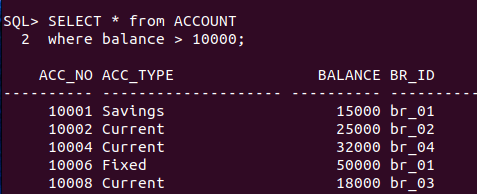 SQL> SELECT * from ACCOUNT
  2  where balance > 10000;
    ACC_NO ACC_TYPE                BALANCE BR_ID
---------- -------------------- ---------- ----------
     10001 Savings                   15000 br_01
     10002 Current                   25000 br_02
     10004 Current                   32000 br_04
     10006 Fixed                     50000 br_01
     10008 Current                   18000 br_03